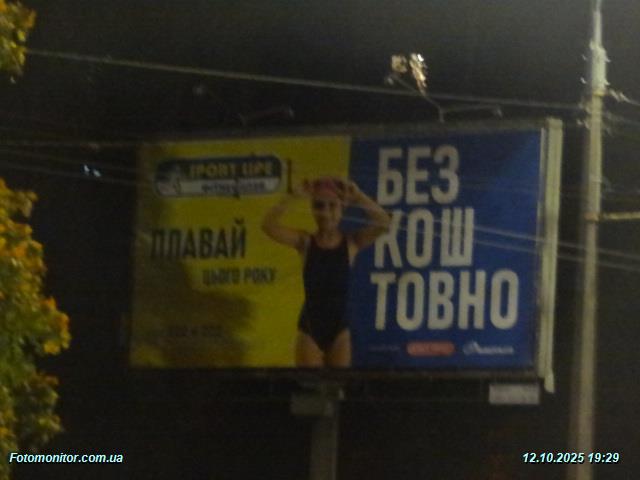 SPORT LIFE
ПЛАВАЙ
ЦЬОГО РОКУ
БЕЗ
КОШ
ТОВНО
Fotomonitor.com.ua
12.10.2025 19:29